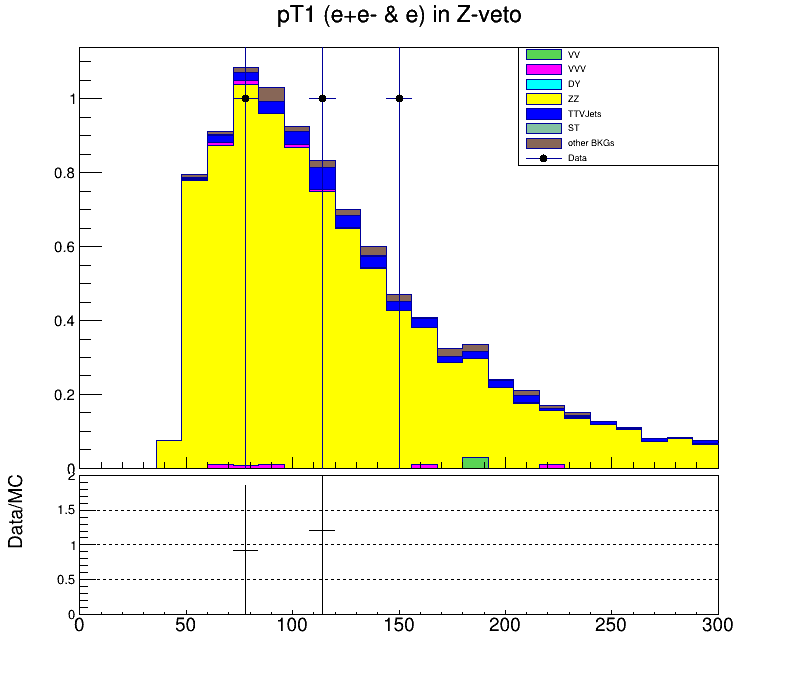 pT1 (e+e- & e) in Z-veto
VV
VVV
DY
ZZ
TTVJets
ST
other BKGs
Data
1
0.8
0.6
0.4
0.2
0
Data/MC
2
1.5
1
0.5
0
0 50 100 150 200 250 300